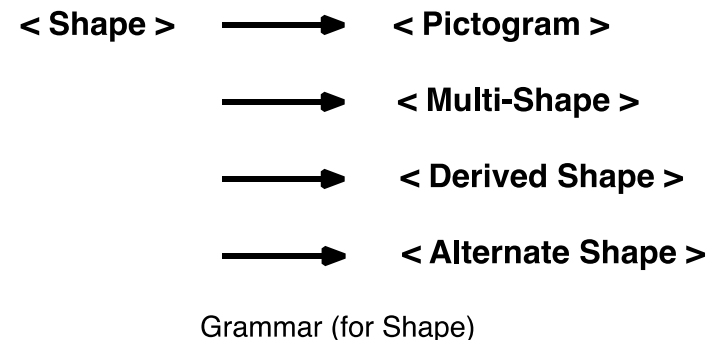 < Shape > < Pictogram >
< Multi-Shape >
< Derived Shape >
< Alternate Shape >
Grammar (for Shape)